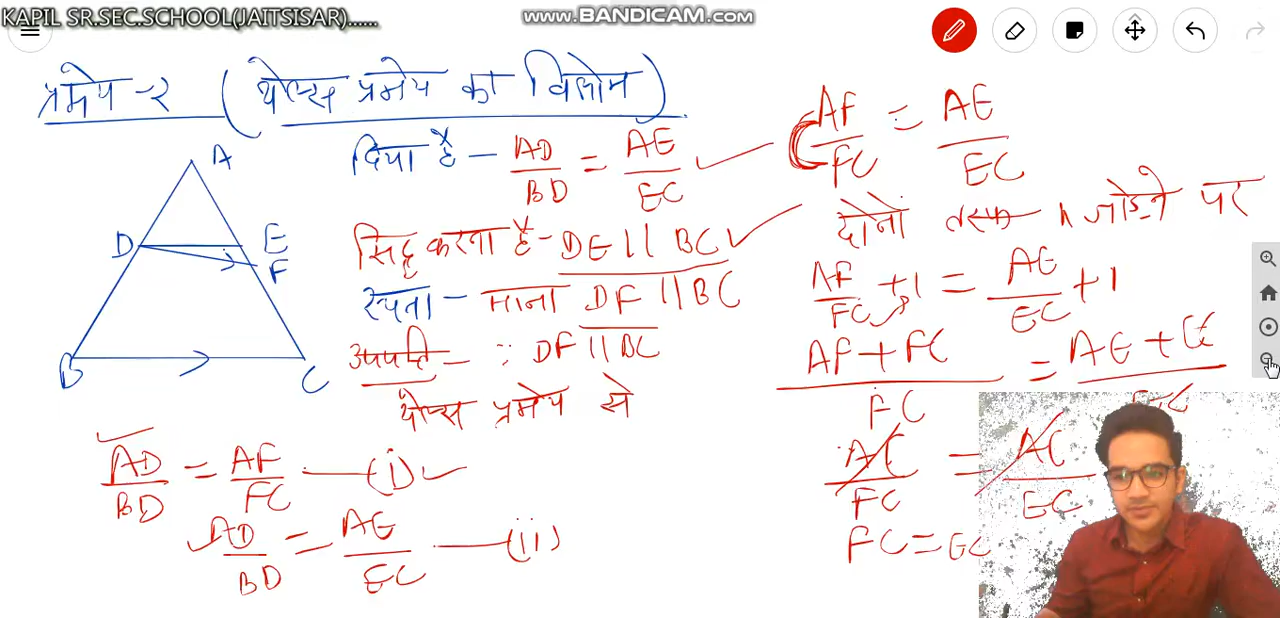 KAPIL SR.SEC.SCHOOL(JAITSISAR)......
www.BANDICAM.com
प्रमेय-२ (थेल्स प्रमेय का विलोम)
दिया है - AD/BD = AE/EC
सिद्ध करना है - DE || BC
रचना - माना DF || BC
उपपत्ति - ∵ DF || BC
थेल्स प्रमेय से
AD/BD = AF/FC —(i)
AD/BD = AE/EC —(ii)
A
D
E
F
B
C
AF/FC = AE/EC
दोनो तरफ 1 जोडने पर
AF/FC + 1 = AE/EC + 1
AF + FC/FC = AE + EC/EC
AC/FC = AC/EC
FC = EC